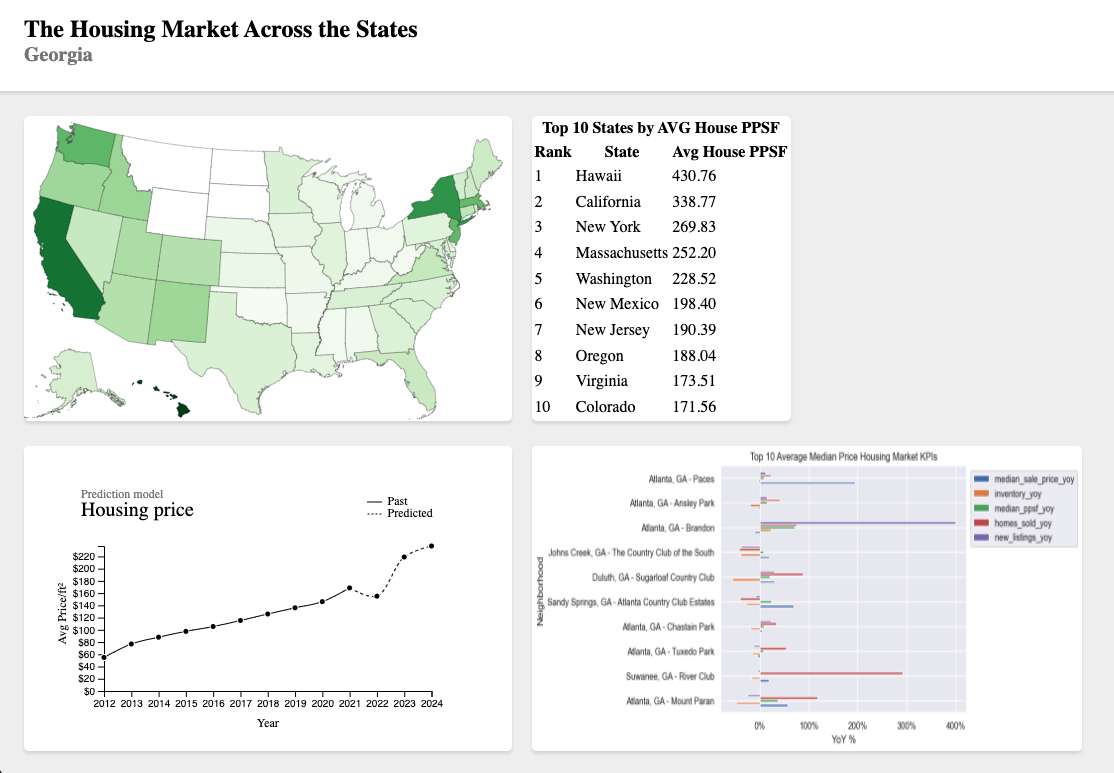 The Housing Market Across the States
Georgia
Top 10 States by AVG House PPSF
Rank State Avg House PPSF
1 Hawaii 430.76
2 California 338.77
3 New York 269.83
4 Massachusetts 252.20
5 Washington 228.52
6 New Mexico 198.40
7 New Jersey 190.39
8 Oregon 188.04
9 Virginia 173.51
10 Colorado 171.56
Prediction model
Housing price
Past
Predicted
Avg Price/ft²
$220
$200
$180
$160
$140
$120
$100
$80
$60
$40
$20
$0
2012 2013 2014 2015 2016 2017 2018 2019 2020 2021 2022 2023 2024
Year
Top 10 Average Median Price Housing Market KPIs
median_sale_price_yoy
inventory_yoy
median_ppsf_yoy
homes_sold_yoy
new_listings_yoy
Neighborhood
Atlanta, GA - Paces
Atlanta, GA - Ansley Park
Atlanta, GA - Brandon
Johns Creek, GA - The Country Club of the South
Duluth, GA - Sugarloaf Country Club
Sandy Springs, GA - Atlanta Country Club Estates
Atlanta, GA - Chastain Park
Atlanta, GA - Tuxedo Park
Suwanee, GA - River Club
Atlanta, GA - Mount Paran
0% 100% 200% 300% 400%
YoY %